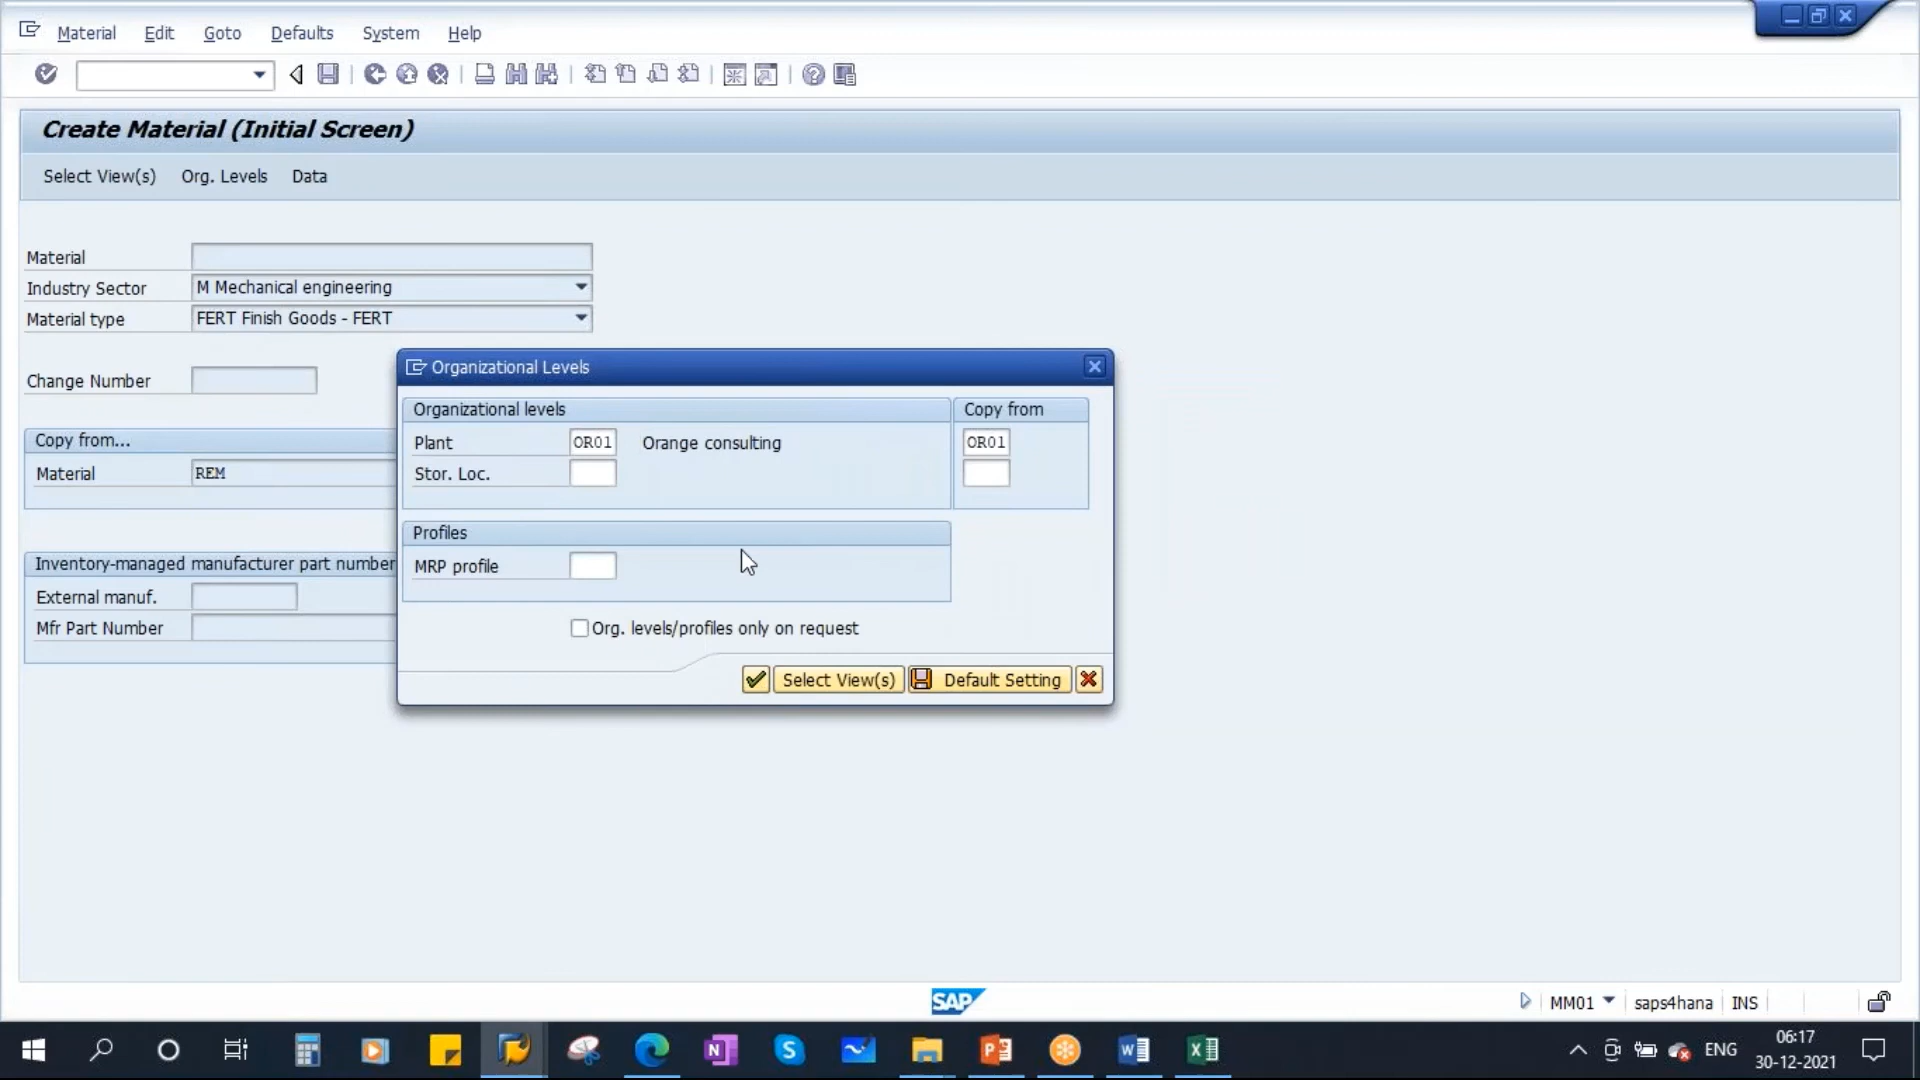 Material Edit Goto Defaults System Help
Create Material (Initial Screen)
Select View(s) Org. Levels Data
Material
Industry Sector M Mechanical engineering
Material type FERT Finish Goods - FERT
Change Number
Copy from...
Material REM
Inventory-managed manufacturer part number
External manuf.
Mfr Part Number
Organizational Levels
Organizational levels Copy from
Plant OR01 Orange consulting OR01
Stor. Loc.
Profiles
MRP profile
Org. levels/profiles only on request
Select View(s) Default Setting
SAP MM01 saps4hana INS
ENG 06:17
30-12-2021